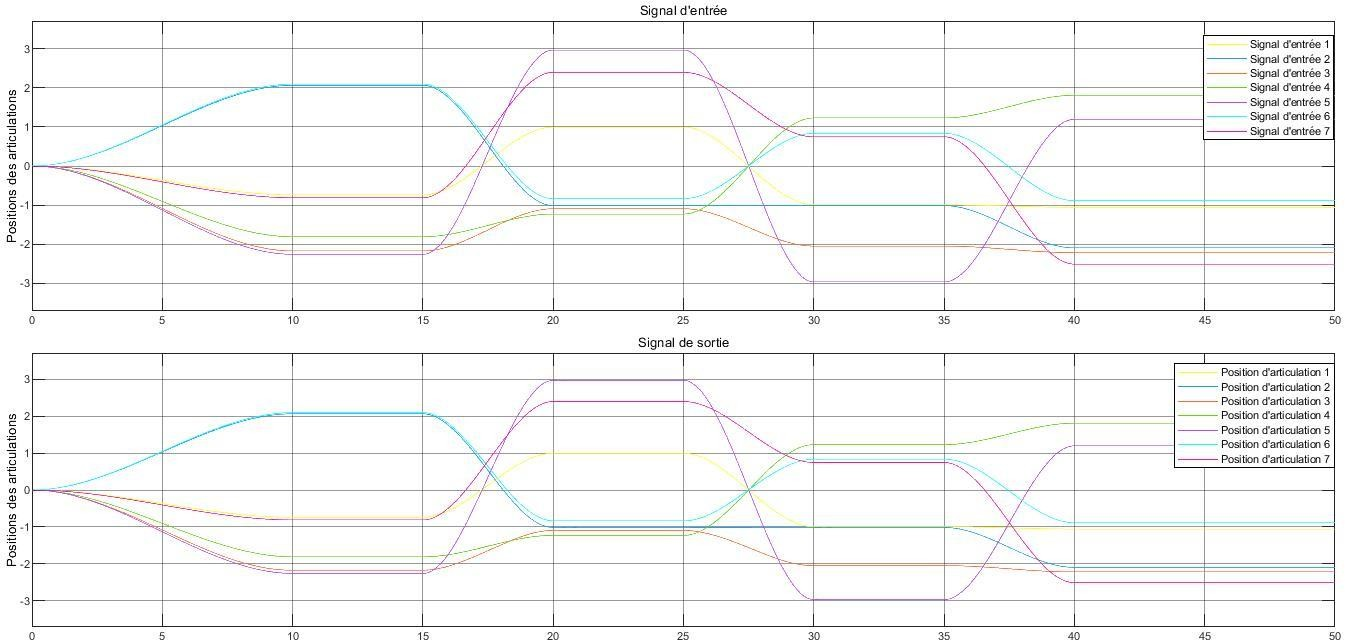 Signal d'entrée
Positions des articulations
3
2
1
0
-1
-2
-3
0 5 10 15 20 25 30 35 40 45 50
Signal d'entrée 1
Signal d'entrée 2
Signal d'entrée 3
Signal d'entrée 4
Signal d'entrée 5
Signal d'entrée 6
Signal d'entrée 7
Signal de sortie
Positions des articulations
3
2
1
0
-1
-2
-3
0 5 10 15 20 25 30 35 40 45 50
Position d'articulation 1
Position d'articulation 2
Position d'articulation 3
Position d'articulation 4
Position d'articulation 5
Position d'articulation 6
Position d'articulation 7